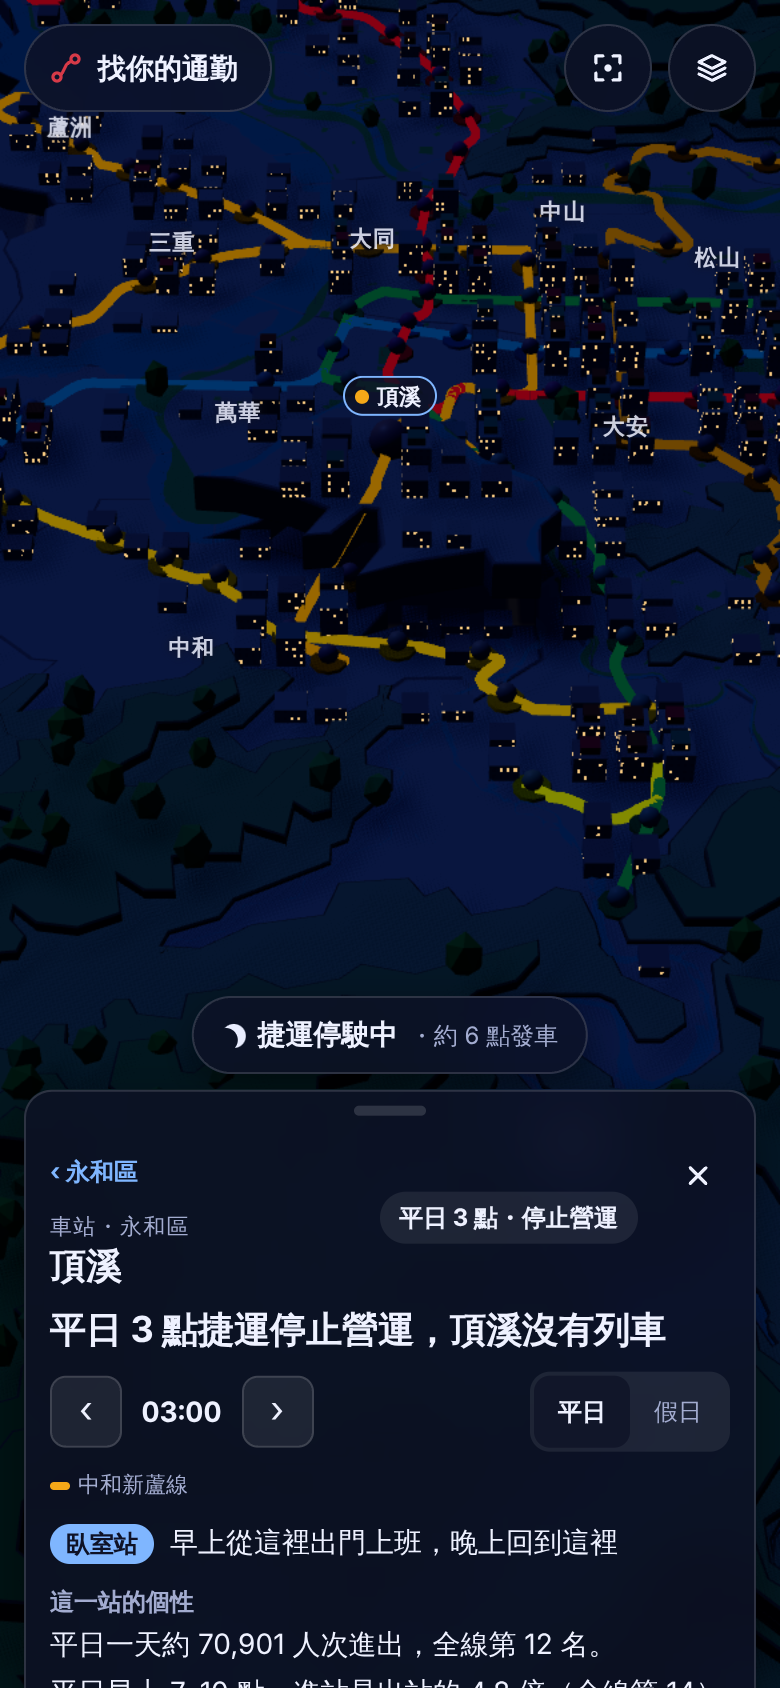 找你的通勤
蘆洲
中山
三重
大同
松山
頂溪
萬華
大安
中和
捷運停駛中 ・約 6 點發車
‹ 永和區
車站・永和區
平日 3 點・停止營運
頂溪
平日 3 點捷運停止營運，頂溪沒有列車
‹ 03:00 ›
平日 假日
中和新蘆線
臥室站 早上從這裡出門上班，晚上回到這裡
這一站的個性
平日一天約 70,901 人次進出，全線第 12 名。